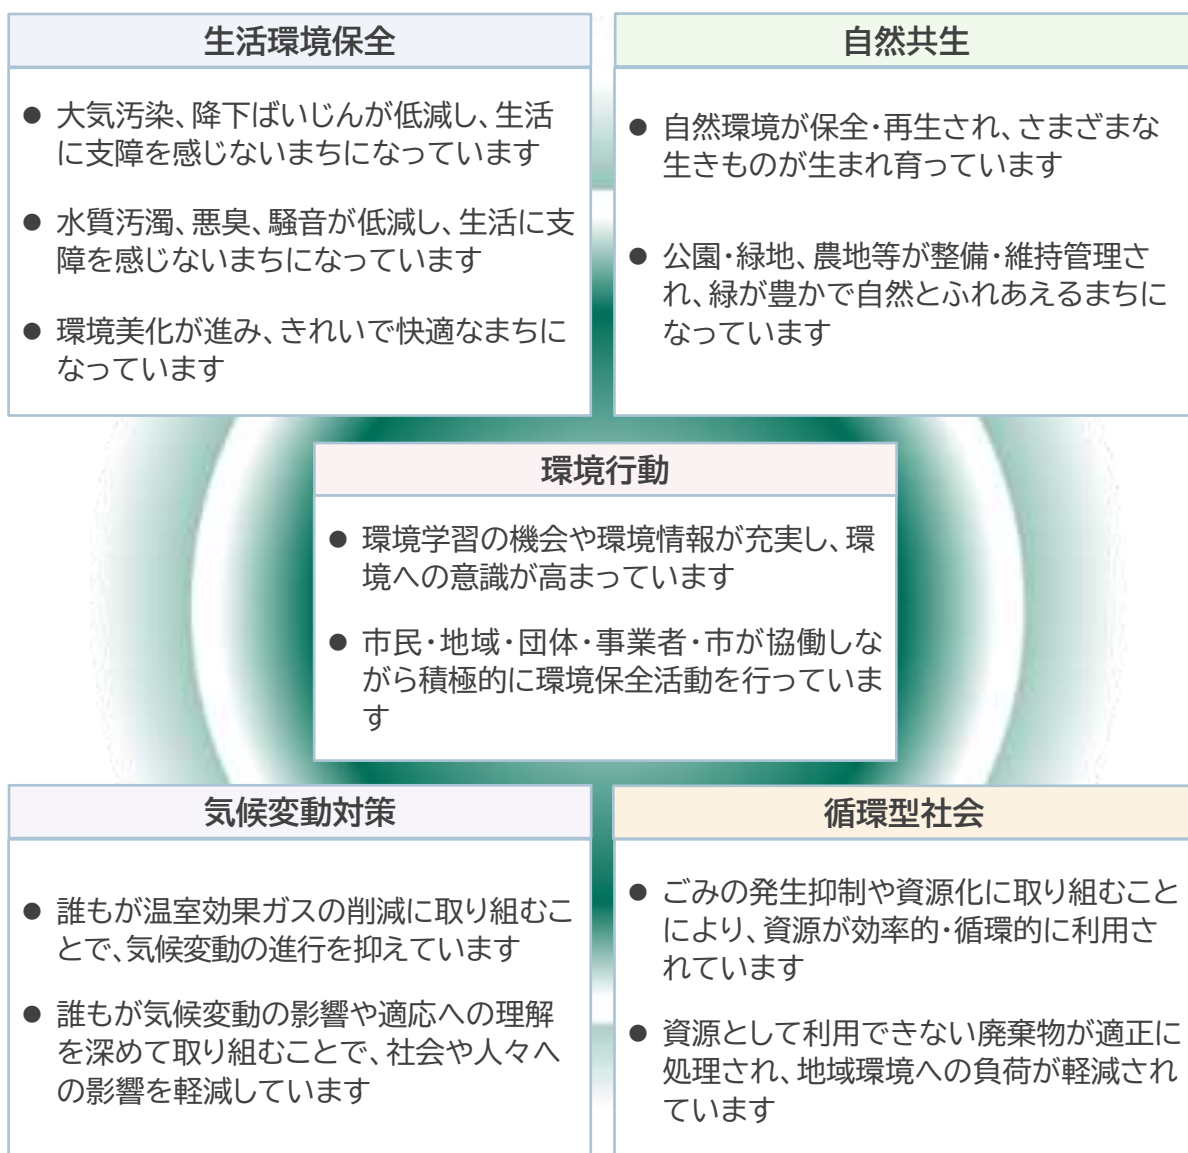 生活環境保全
● 大気汚染、降下ばいじんが低減し、生活
に支障を感じないまちになっています
● 水質汚濁、悪臭、騒音が低減し、生活に支
障を感じないまちになっています
● 環境美化が進み、きれいで快適なまちに
なっています
自然共生
● 自然環境が保全・再生され、さまざまな
生きものが生まれ育っています
● 公園・緑地、農地等が整備・維持管理さ
れ、緑が豊かで自然とふれあえるまちに
なっています
環境行動
● 環境学習の機会や環境情報が充実し、環
境への意識が高まっています
● 市民・地域・団体・事業者・市が協働しな
がら積極的に環境保全活動を行っていま
す
気候変動対策
● 誰もが温室効果ガスの削減に取り組むこ
とで、気候変動の進行を抑えています
● 誰もが気候変動の影響や適応への理解
を深めて取り組むことで、社会や人々へ
の影響を軽減しています
循環型社会
● ごみの発生抑制や資源化に取り組むこと
により、資源が効率的・循環的に利用さ
れています
● 資源として利用できない廃棄物が適正に
処理され、地域環境への負荷が軽減され
ています